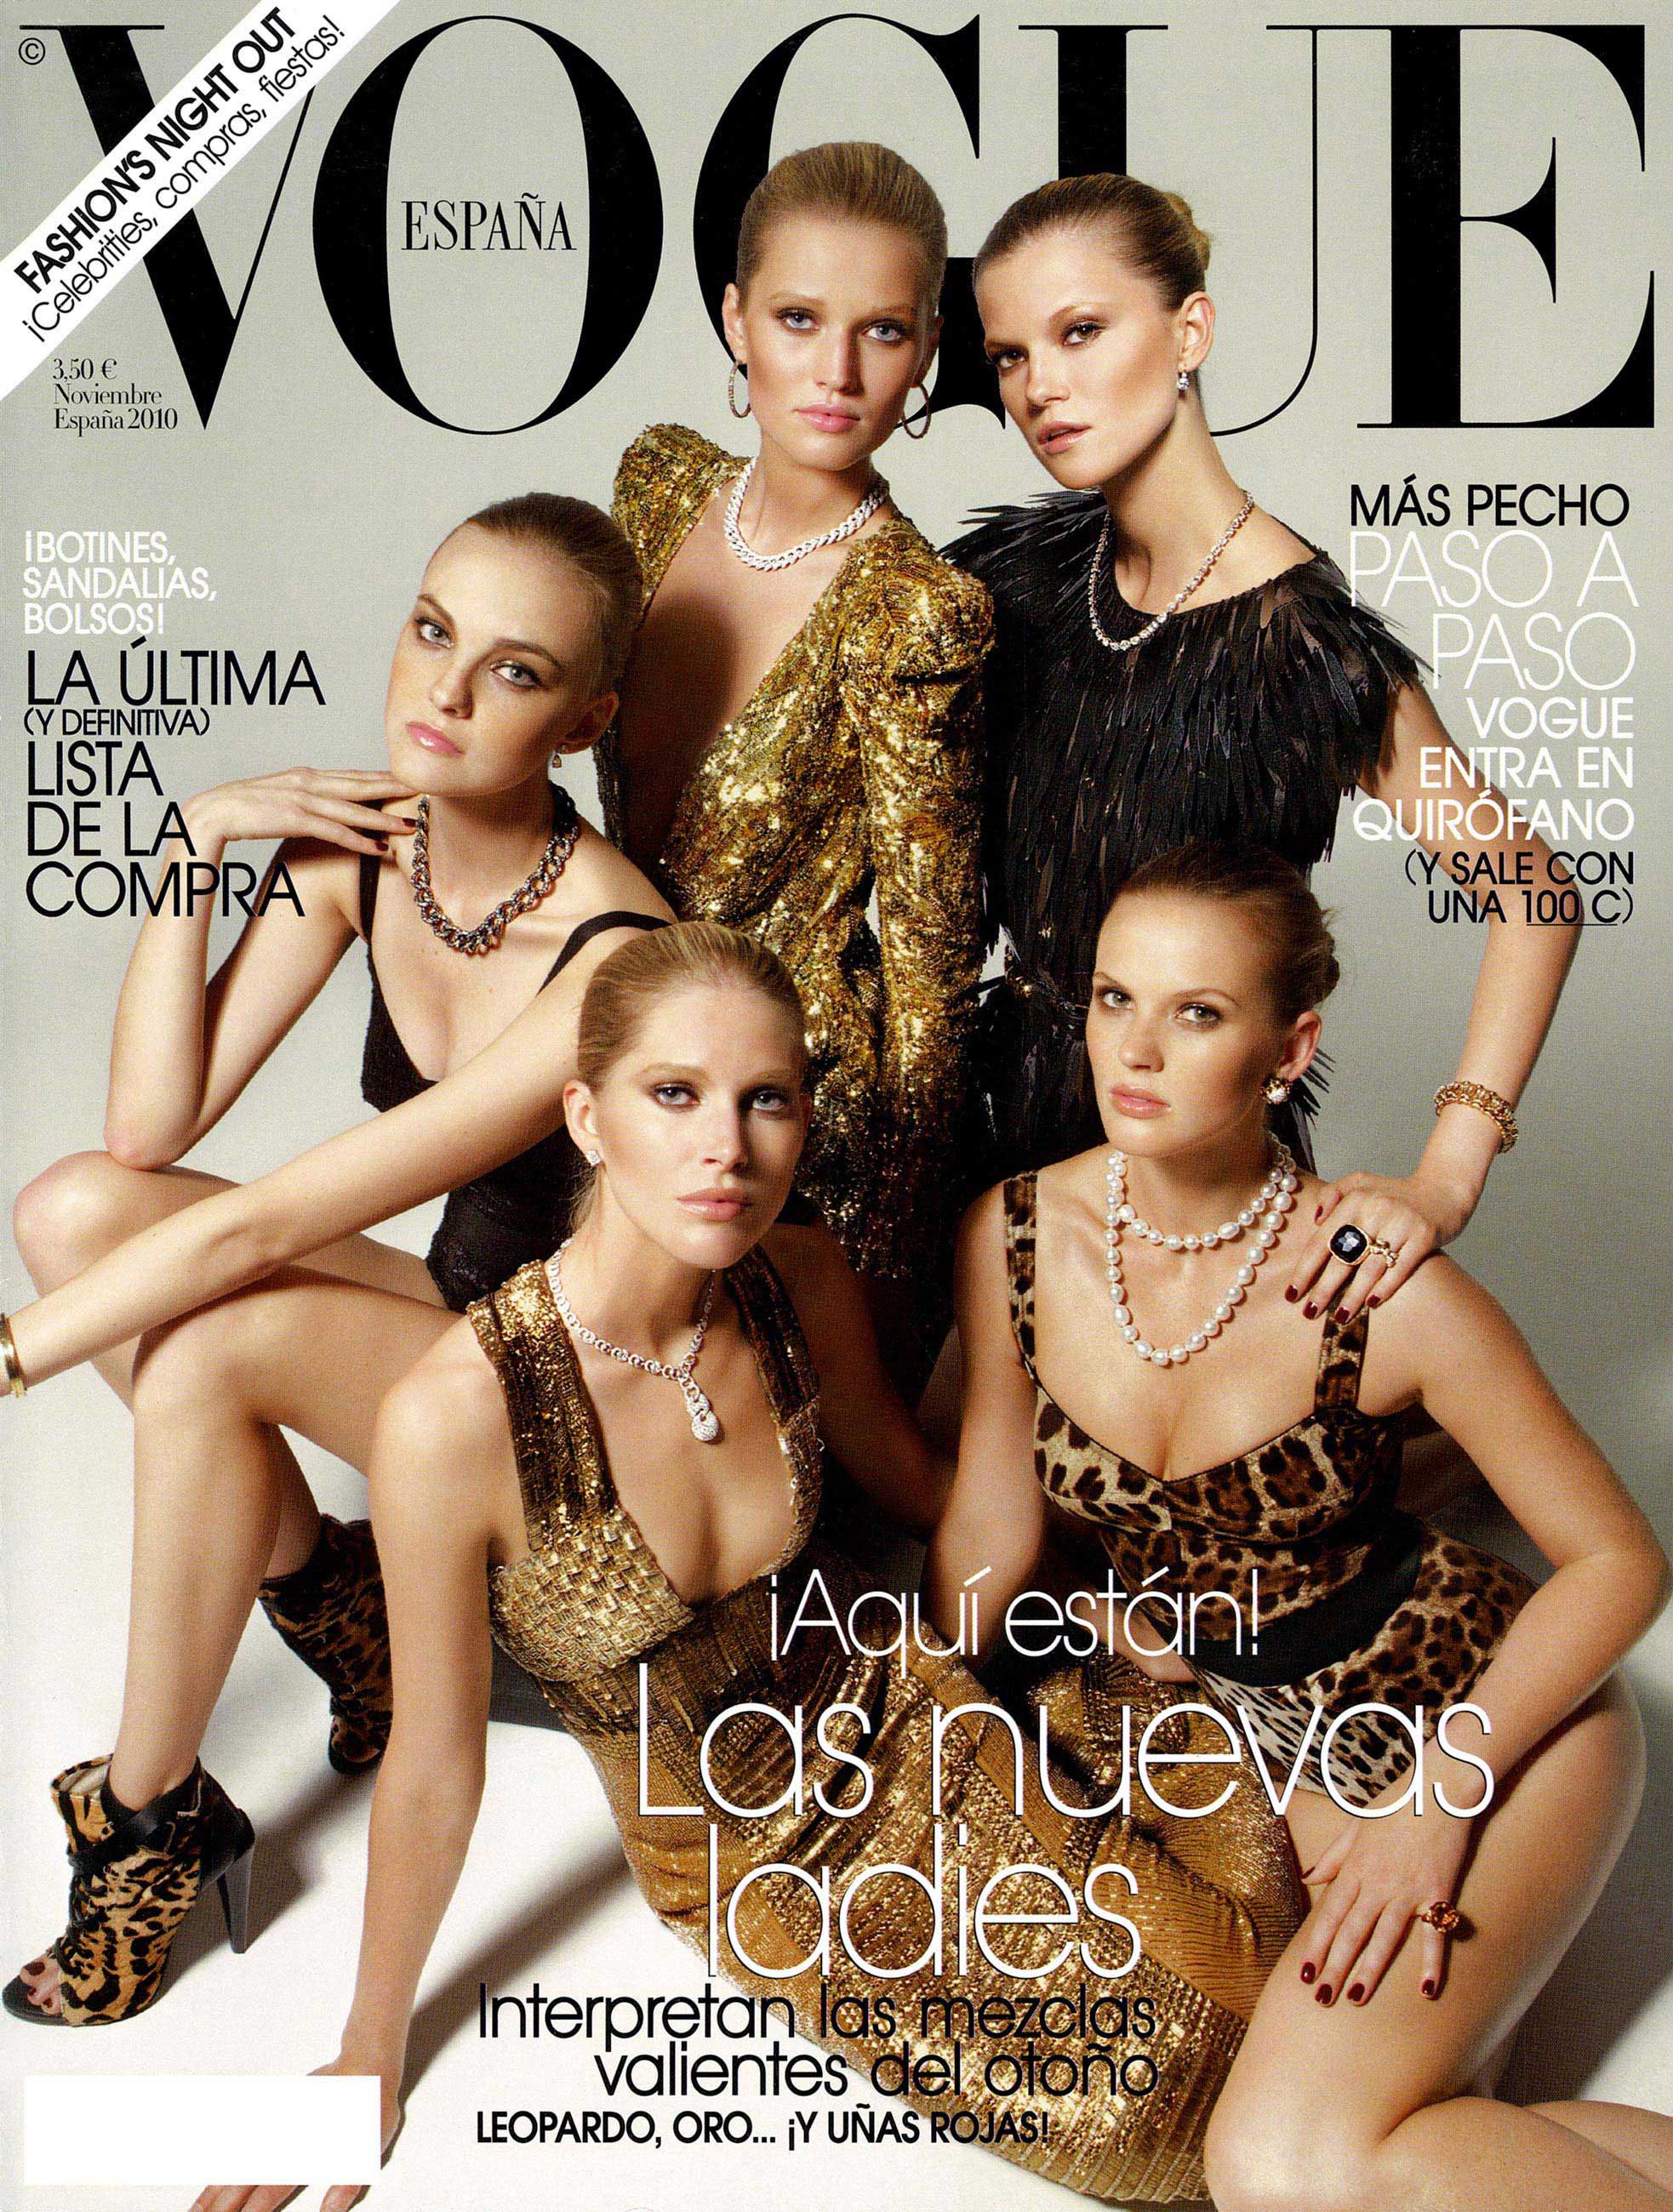 ©
FASHION'S NIGHT OUT
¡Celebrities, compras, fiestas!
VOGUE
ESPAÑA
3,50 €
Noviembre
España 2010
¡BOTINES,
SANDALIAS,
BOLSOS!
LA ÚLTIMA
(Y DEFINITIVA)
LISTA
DE LA
COMPRA
MÁS PECHO
PASO A
PASO
VOGUE
ENTRA EN
QUIRÓFANO
(Y SALE CON
UNA 100 C)
¡Aquí están!
Las nuevas
ladies
Interpretan las mezclas
valientes del otoño
LEOPARDO, ORO... ¡Y UÑAS ROJAS!